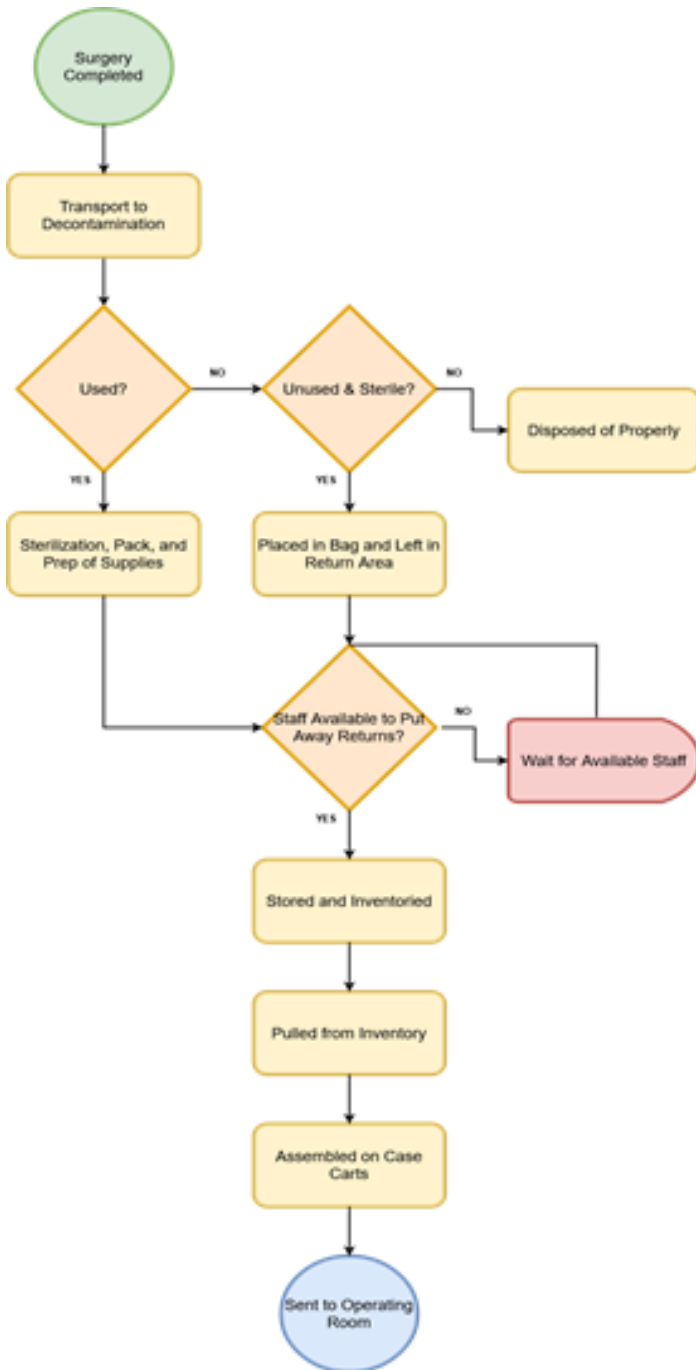 Surgery
Completed
Transport to
Decontamination
Used?
NO
Unused & Sterile?
NO
Disposed of Properly
YES
YES
Sterilization, Pack, and
Prep of Supplies
Placed in Bag and Left in
Return Area
Staff Available to Put
Away Returns?
NO
Wait for Available Staff
YES
Stored and Inventoried
Pulled from Inventory
Assembled on Case
Carts
Sent to Operating
Room